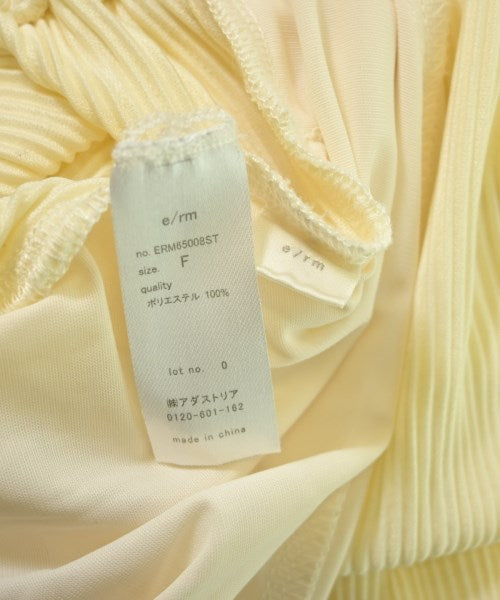 e/rm
no. ERM65008ST
size. F
quality
ポリエステル 100%
lot no. 0
㈱アダストリア
0120-601-162
made in china
e/rm